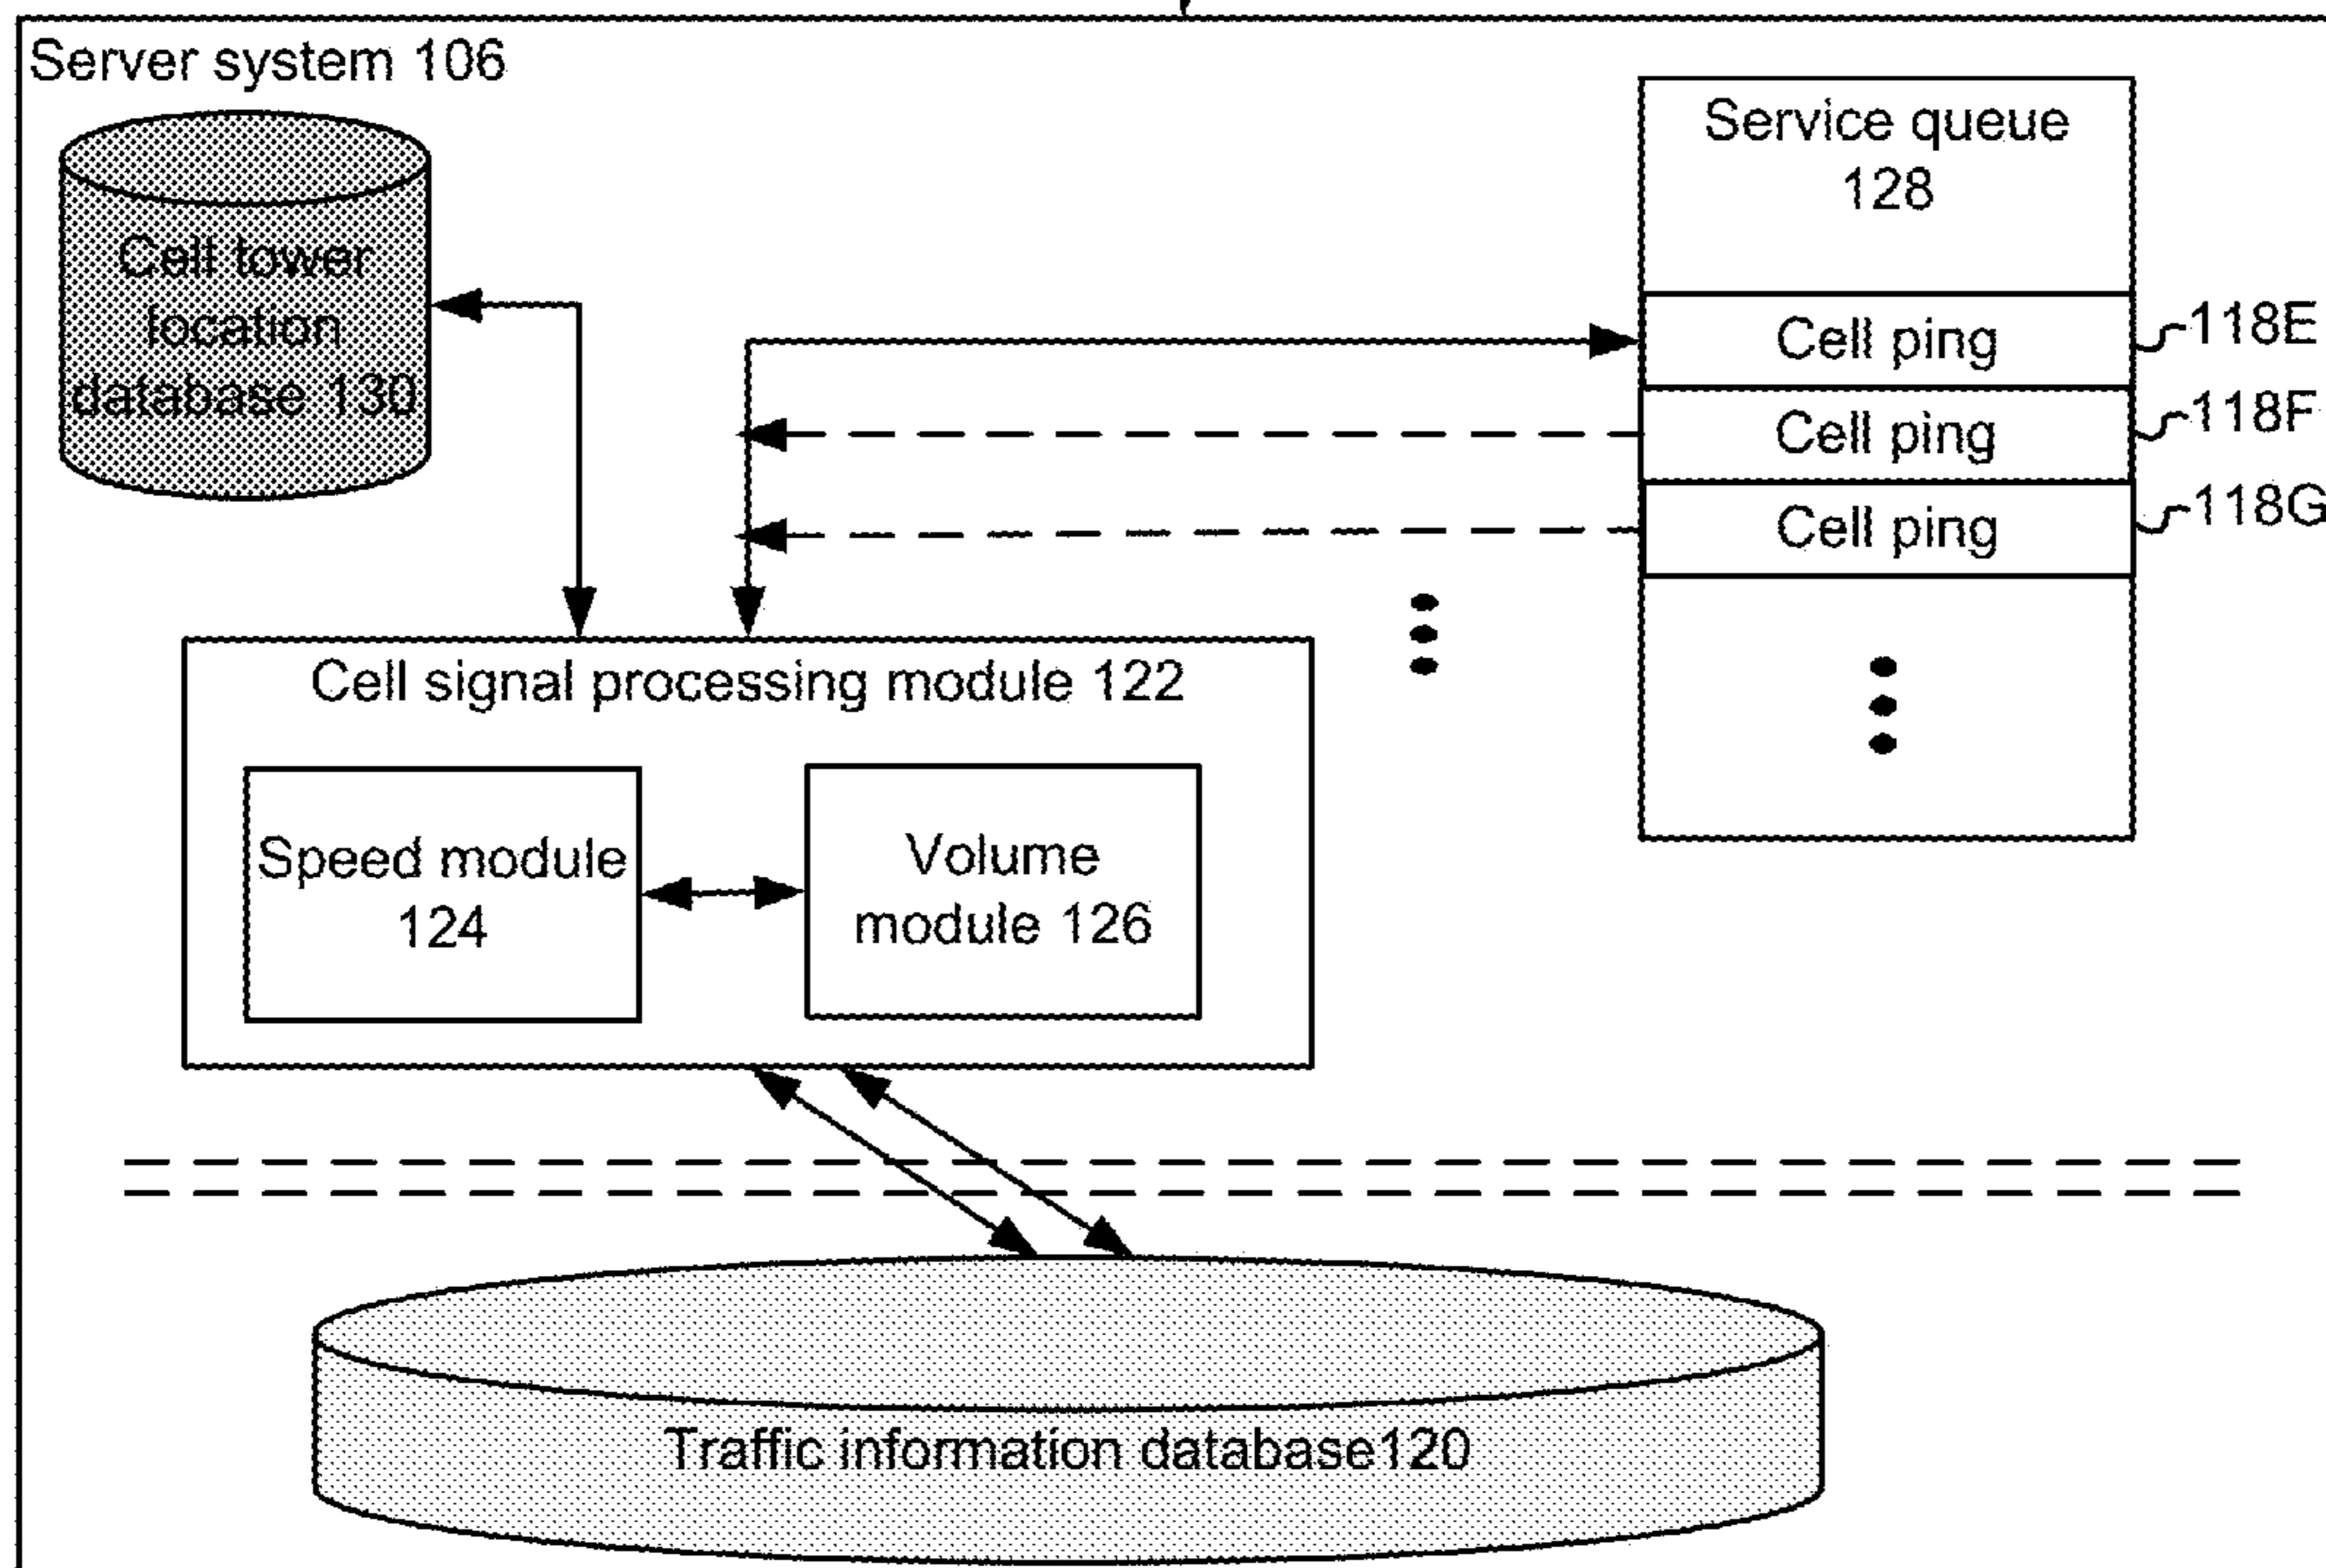 Server system 106
Cell tower
location
database 130
Service queue
128
Cell ping
118E
Cell ping
118F
Cell ping
118G
Cell signal processing module 122
Speed module
124
Volume
module 126
Traffic information database120